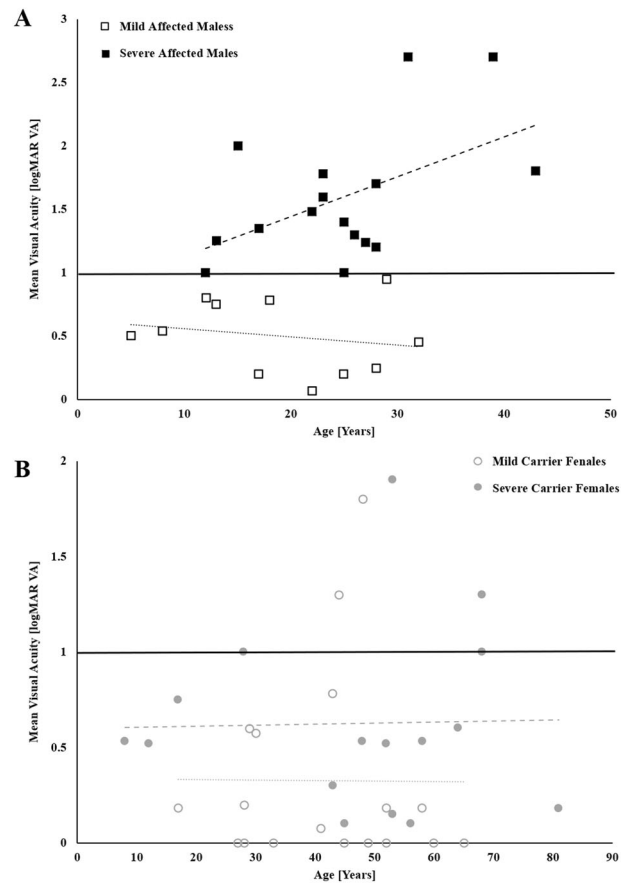 A
Mild Affected Maless
Severe Affected Males
3
2.5
2
1.5
1
0.5
0
Mean Visual Acuity [logMAR VA]
0 10 20 30 40 50
Age [Years]
B
Mild Carrier Fenales
Severe Carrier Females
2
1.5
1
0.5
0
Mean Visual Acuity [logMAR VA]
0 10 20 30 40 50 60 70 80 90
Age [Years]